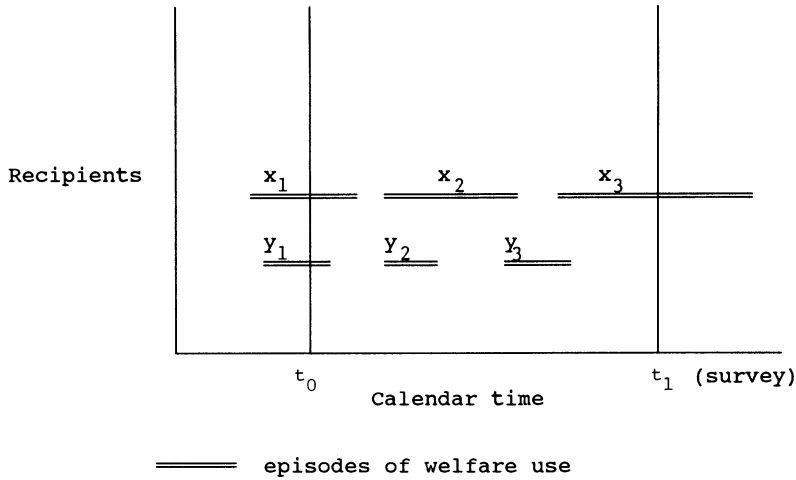 Recipients
x1 x2 x3
y1 y2 y3
t0 t1 (survey)
Calendar time
episodes of welfare use